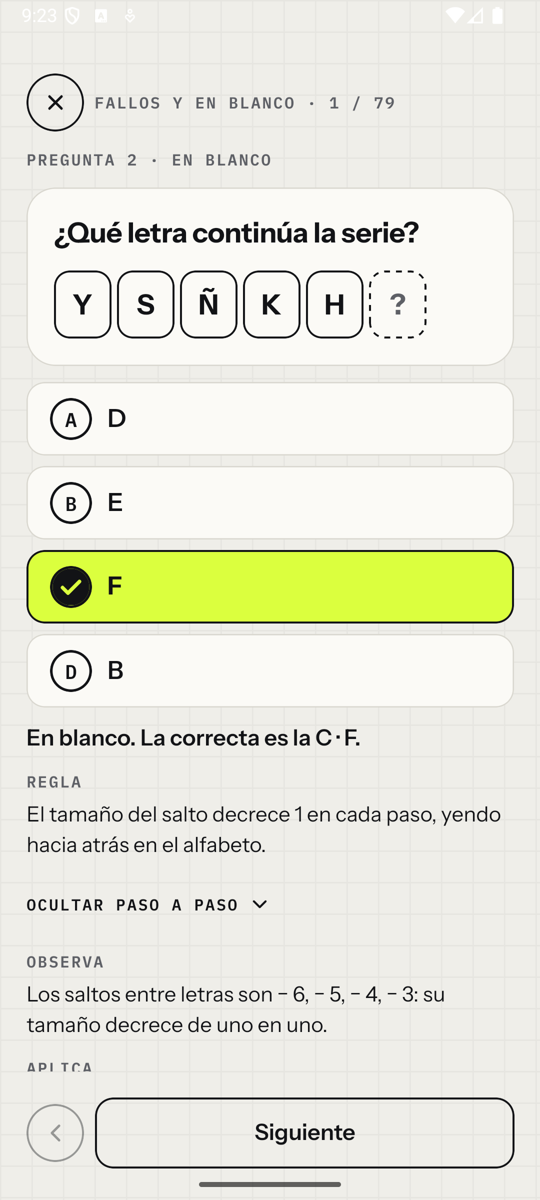 9:23
FALLOS Y EN BLANCO · 1 / 79
PREGUNTA 2 · EN BLANCO
¿Qué letra continúa la serie?
Y S Ñ K H ?
A D
B E
F
D B
En blanco. La correcta es la C · F.
REGLA
El tamaño del salto decrece 1 en cada paso, yendo
hacia atrás en el alfabeto.
OCULTAR PASO A PASO
OBSERVA
Los saltos entre letras son − 6, − 5, − 4, − 3: su
tamaño decrece de uno en uno.
APLICA
Siguiente